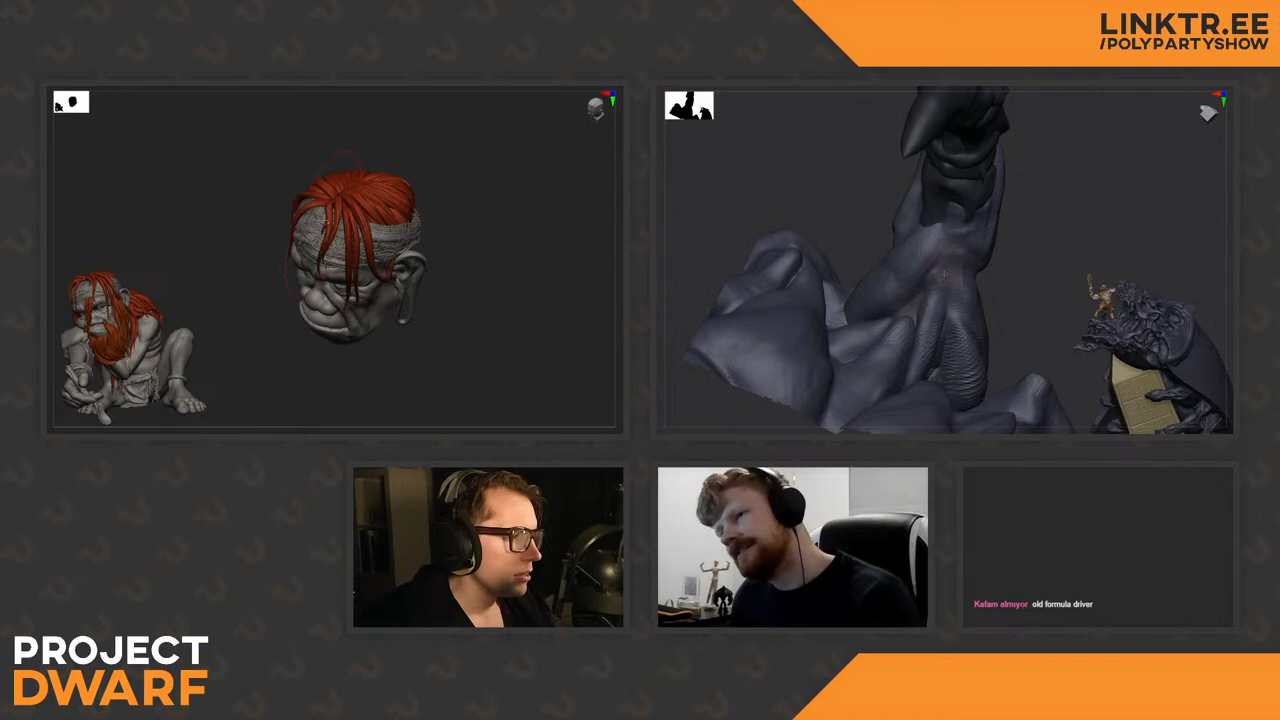 LINKTR.EE
/POLYPARTYSHOW
Kafam almıyor old formula driver
PROJECT
DWARF